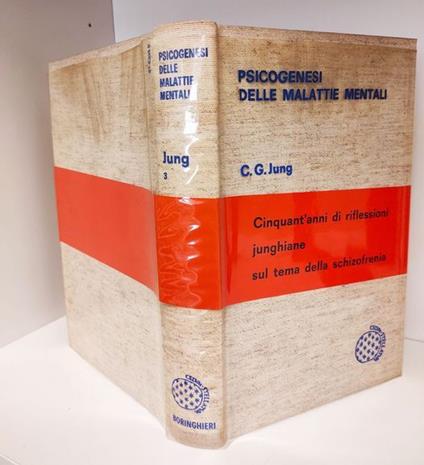 PSICOGENESI
DELLE
MALATTIE
MENTALI
Jung
3
BORINGHIERI
PSICOGENESI
DELLE MALATTIE MENTALI
C. G. Jung
Cinquant'anni di riflessioni
junghiane
sul tema della schizofrenia